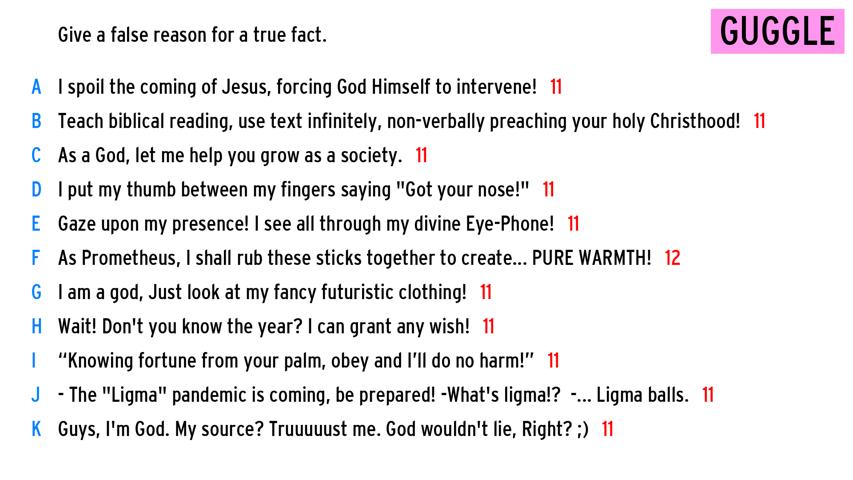 Give a false reason for a true fact.
GUGGLE
A I spoil the coming of Jesus, forcing God Himself to intervene! 11
B Teach biblical reading, use text infinitely, non-verbally preaching your holy Christhood! 11
C As a God, let me help you grow as a society. 11
D I put my thumb between my fingers saying "Got your nose!" 11
E Gaze upon my presence! I see all through my divine Eye-Phone! 11
F As Prometheus, I shall rub these sticks together to create... PURE WARMTH! 12
G I am a god, Just look at my fancy futuristic clothing! 11
H Wait! Don't you know the year? I can grant any wish! 11
I “Knowing fortune from your palm, obey and I’ll do no harm!” 11
J - The "Ligma" pandemic is coming, be prepared! -What's ligma!? -... Ligma balls. 11
K Guys, I'm God. My source? Truuuuust me. God wouldn't lie, Right? ;) 11